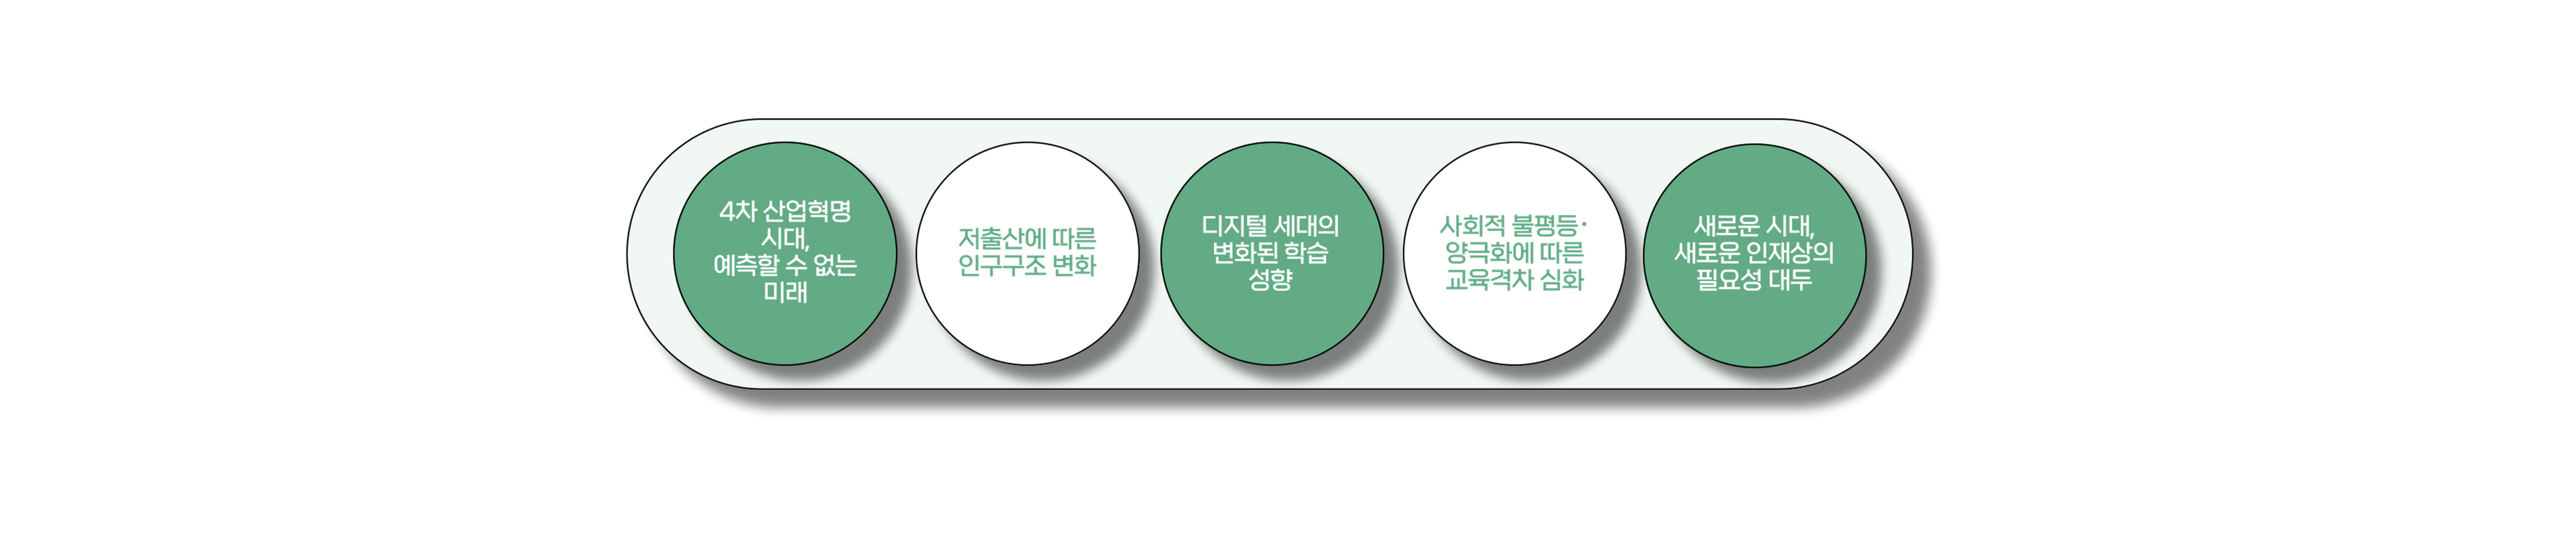 4차 산업혁명
시대,
예측할 수 없는
미래
저출산에 따른
인구구조 변화
디지털 세대의
변화된 학습
성향
사회적 불평등·
양극화에 따른
교육격차 심화
새로운 시대,
새로운 인재상의
필요성 대두